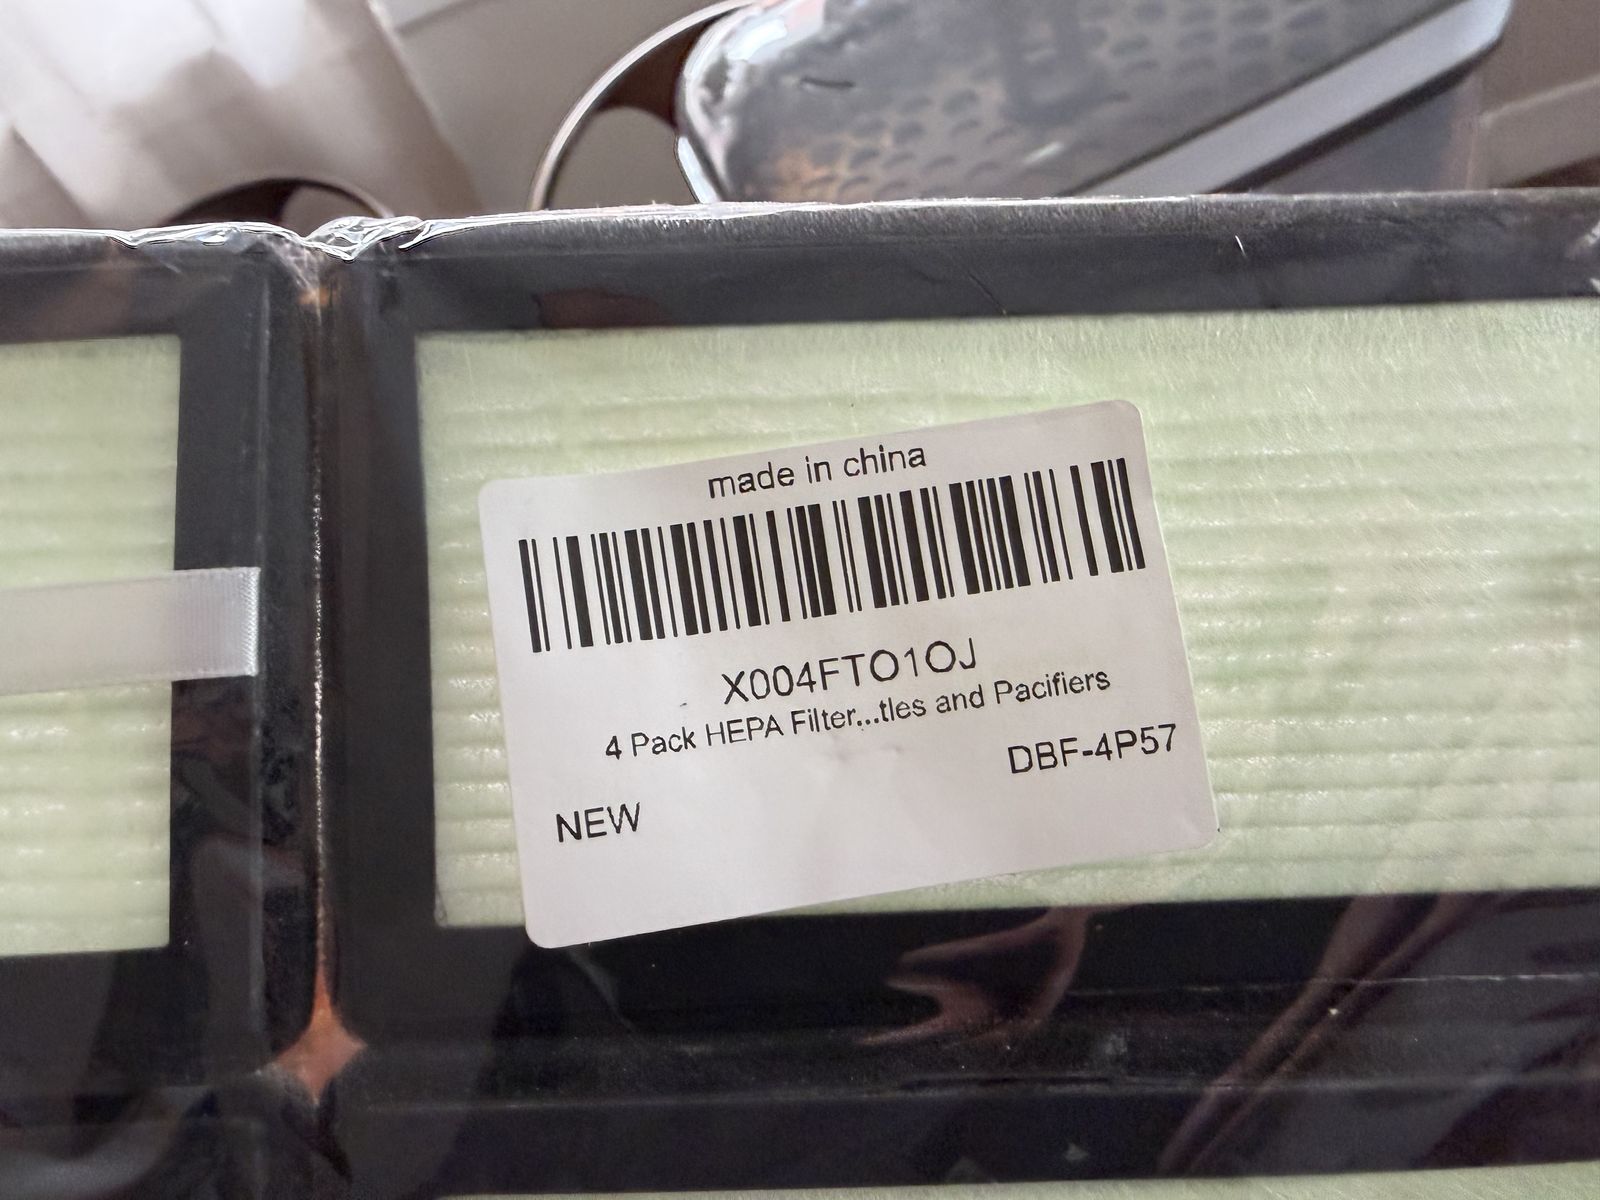 made in china
X004FTO1OJ
4 Pack HEPA Filter...tles and Pacifiers
DBF-4P57
NEW